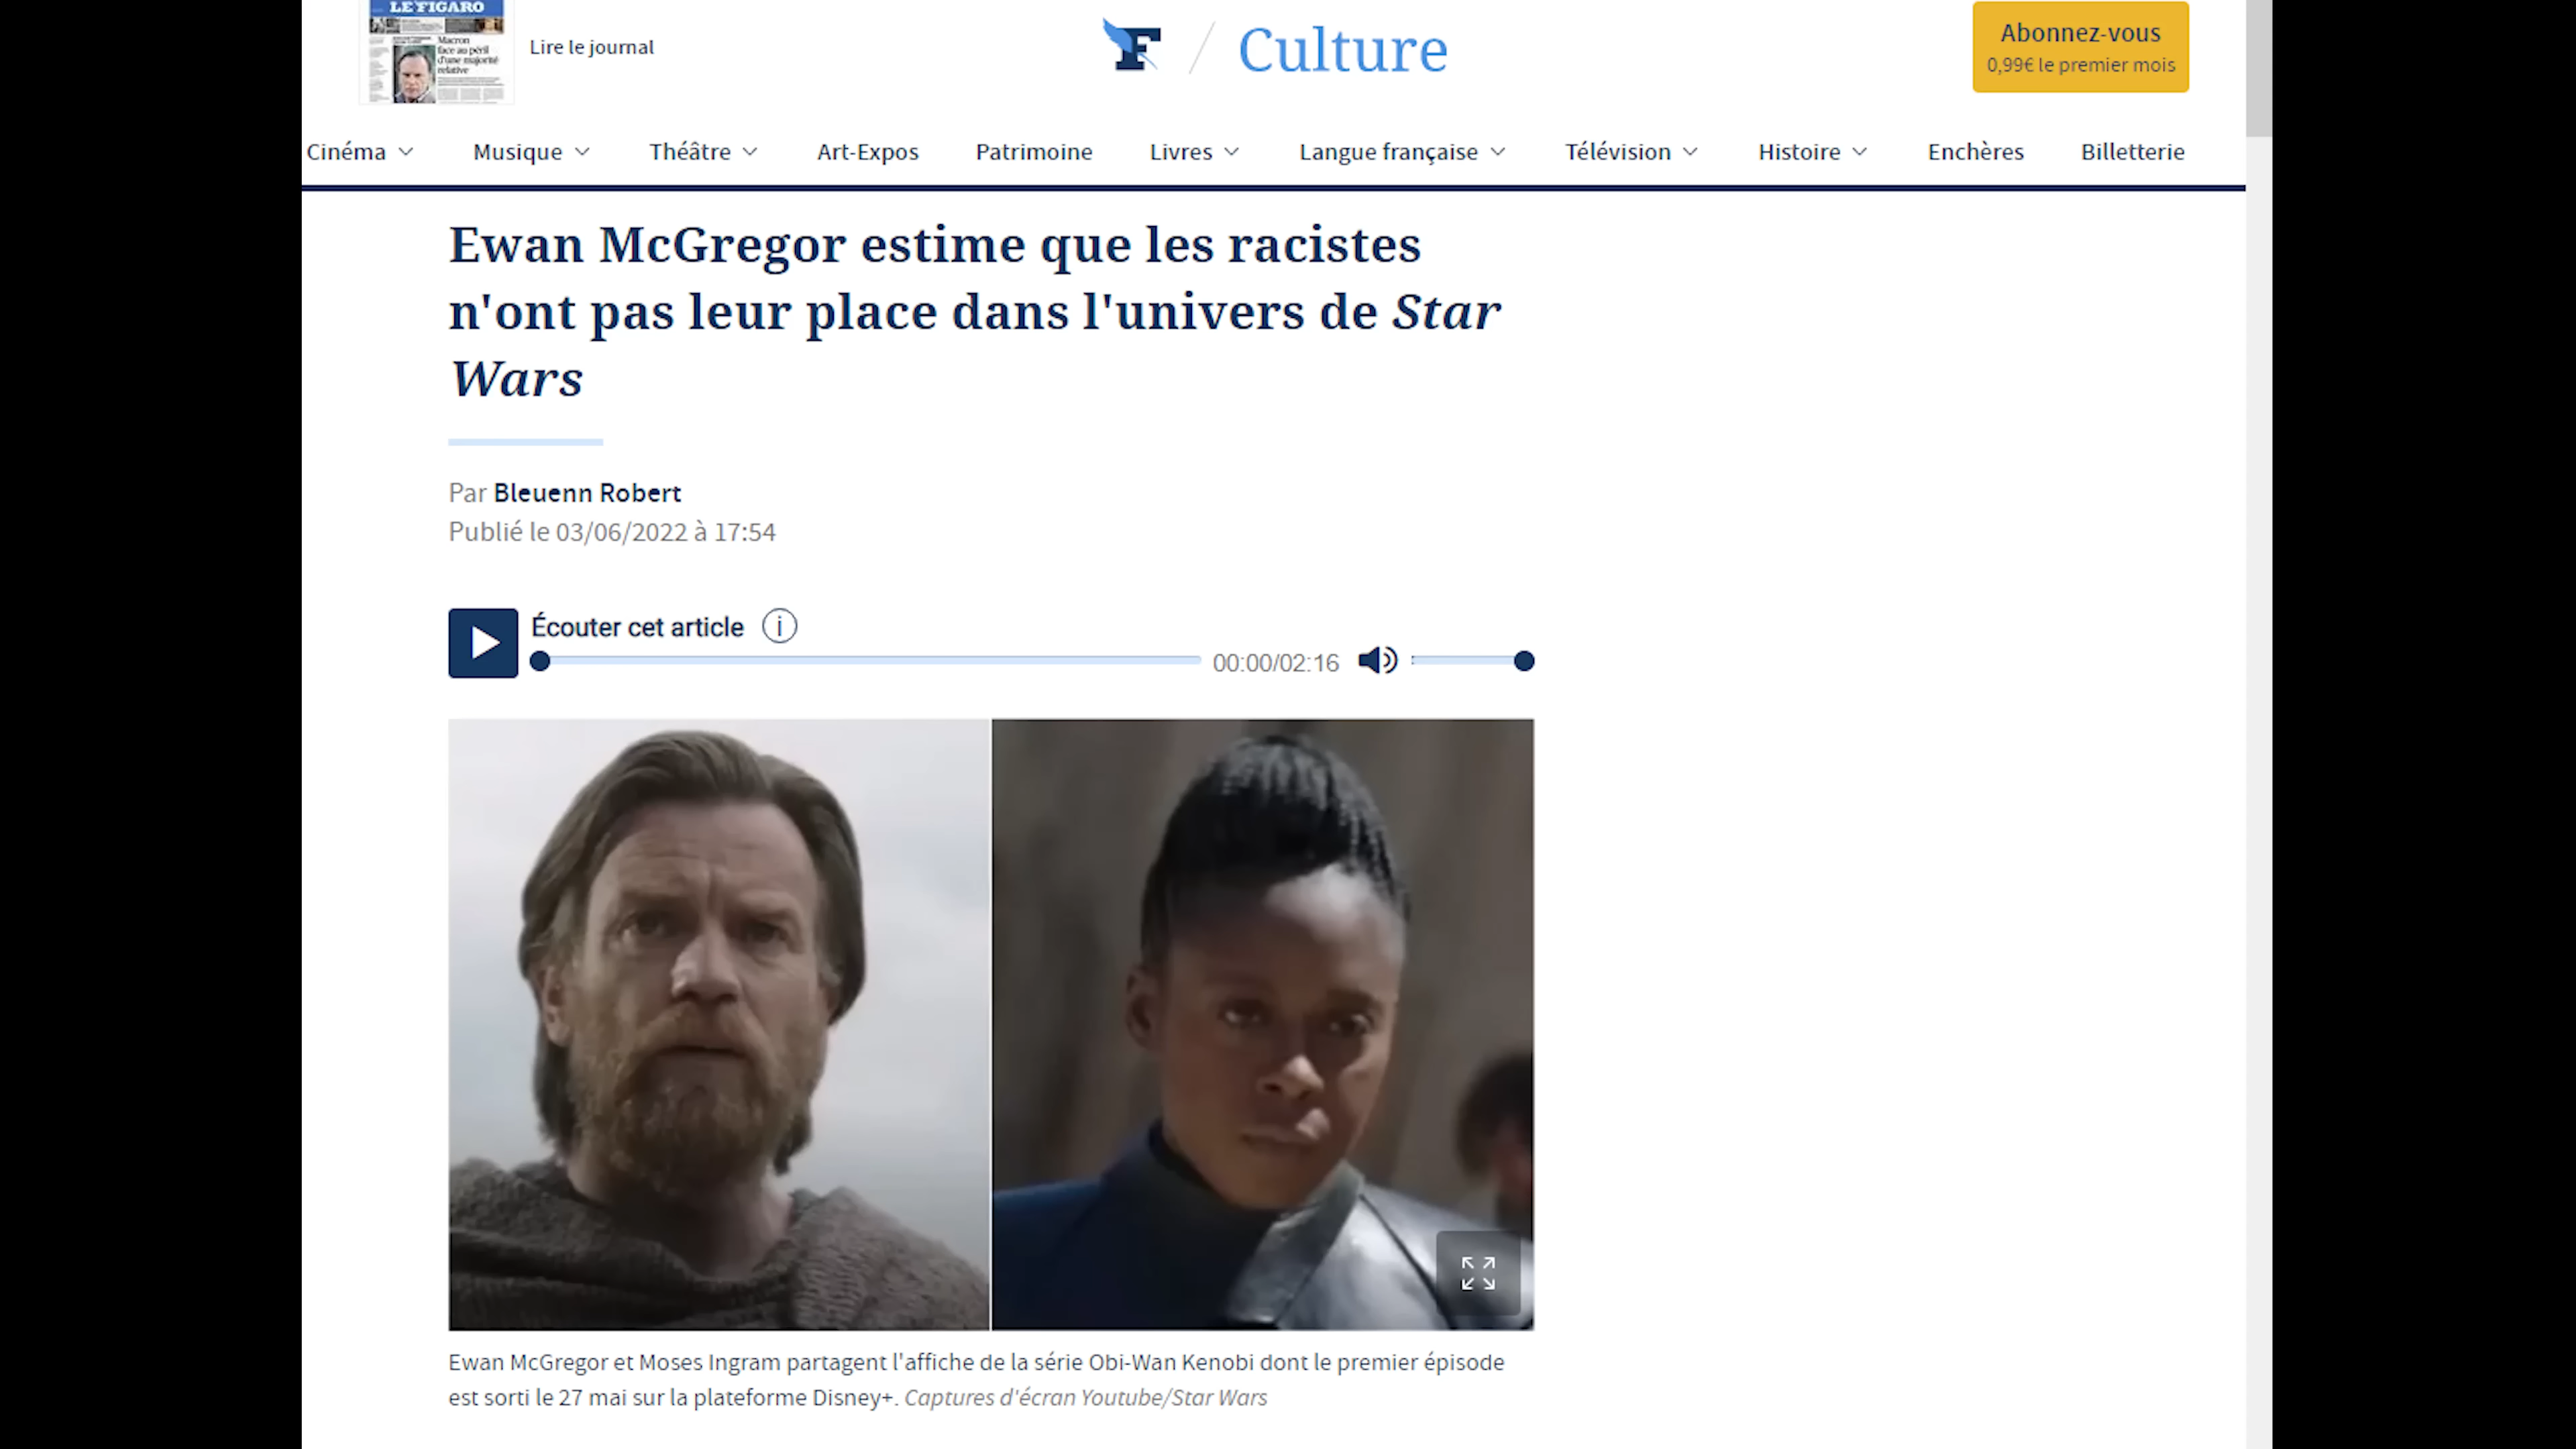 LE FIGARO
Macron
face au péril
d'une majorité
relative
Lire le journal
F / Culture
Abonnez-vous
0,99€ le premier mois
Cinéma Musique Théâtre Art-Expos Patrimoine Livres Langue française Télévision Histoire Enchères Billetterie
Ewan McGregor estime que les racistes
n'ont pas leur place dans l'univers de Star
Wars
Par Bleuenn Robert
Publié le 03/06/2022 à 17:54
Écouter cet article i
00:00/02:16
Ewan McGregor et Moses Ingram partagent l'affiche de la série Obi-Wan Kenobi dont le premier épisode
est sorti le 27 mai sur la plateforme Disney+. Captures d'écran Youtube/Star Wars